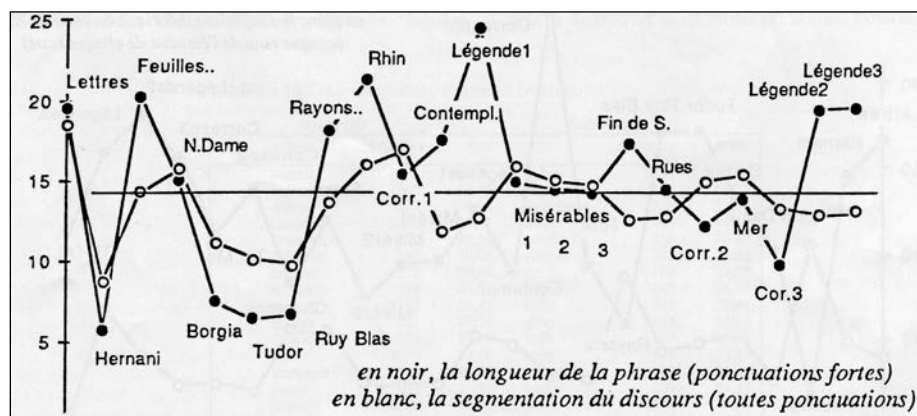 25
20
15
10
5
Lettres
Hernani
Feuilles..
N.Dame
Borgia
Tudor
Ruy Blas
Rayons..
Rhin
Corr.1
Contempl.
Légende1
Misérables
1 2 3
Fin de S.
Rues
Corr.2
Mer
Cor.3
Légende2
Légende3
en noir, la longueur de la phrase (ponctuations fortes)
en blanc, la segmentation du discours (toutes ponctuations)